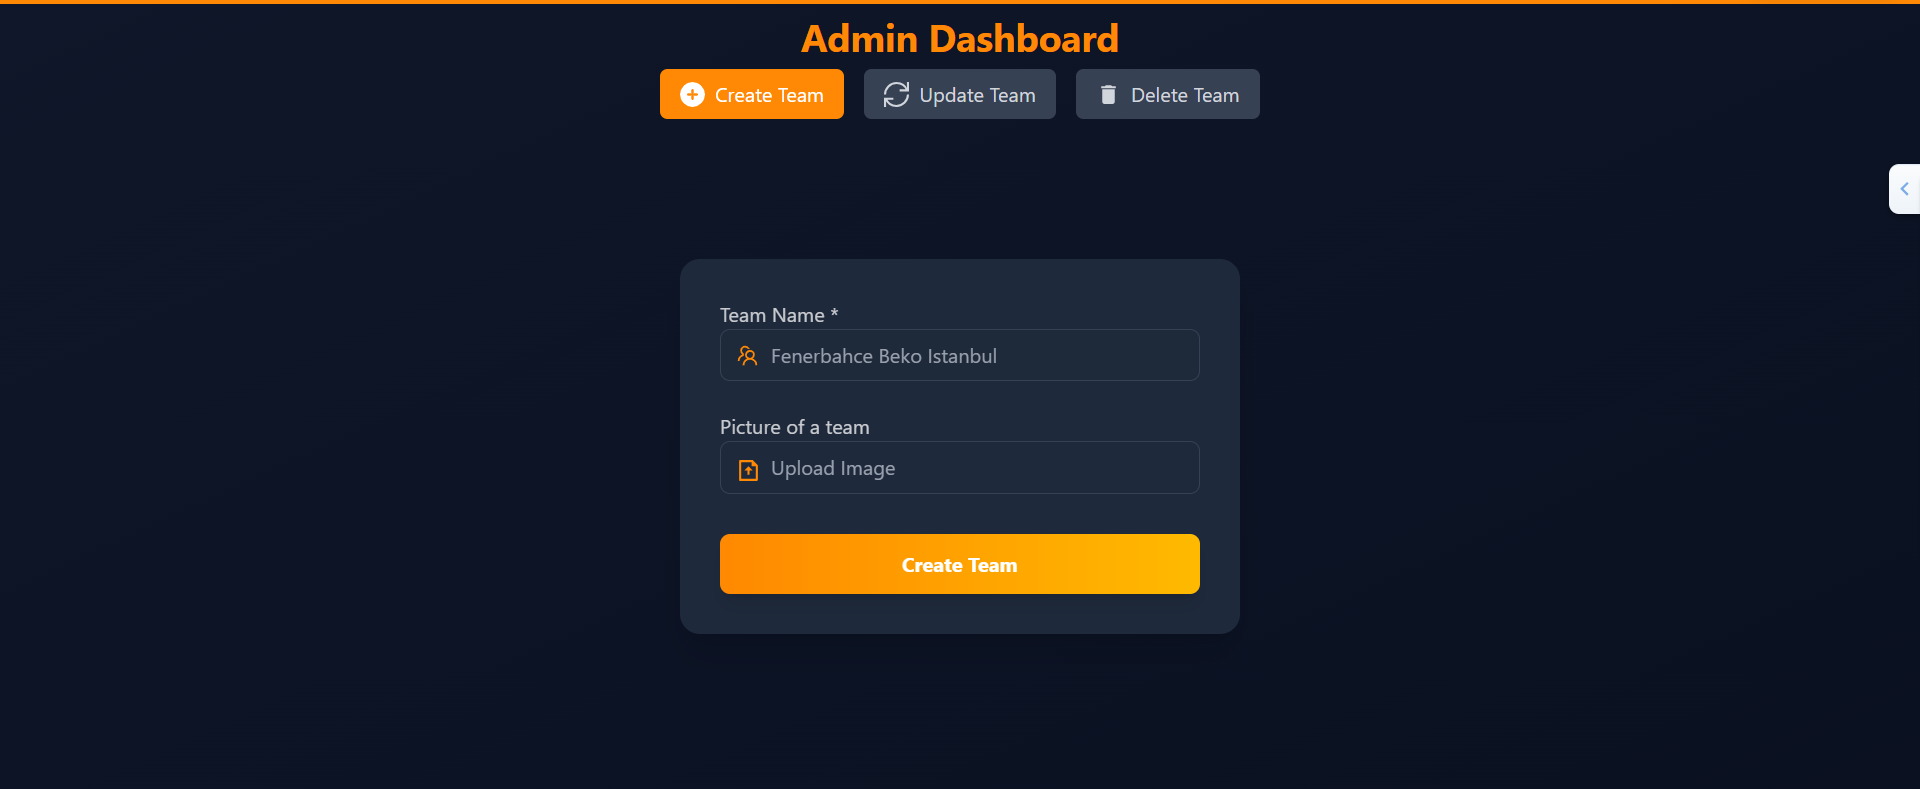 Admin Dashboard
Create Team
Update Team
Delete Team
Team Name *
Fenerbahce Beko Istanbul
Picture of a team
Upload Image
Create Team